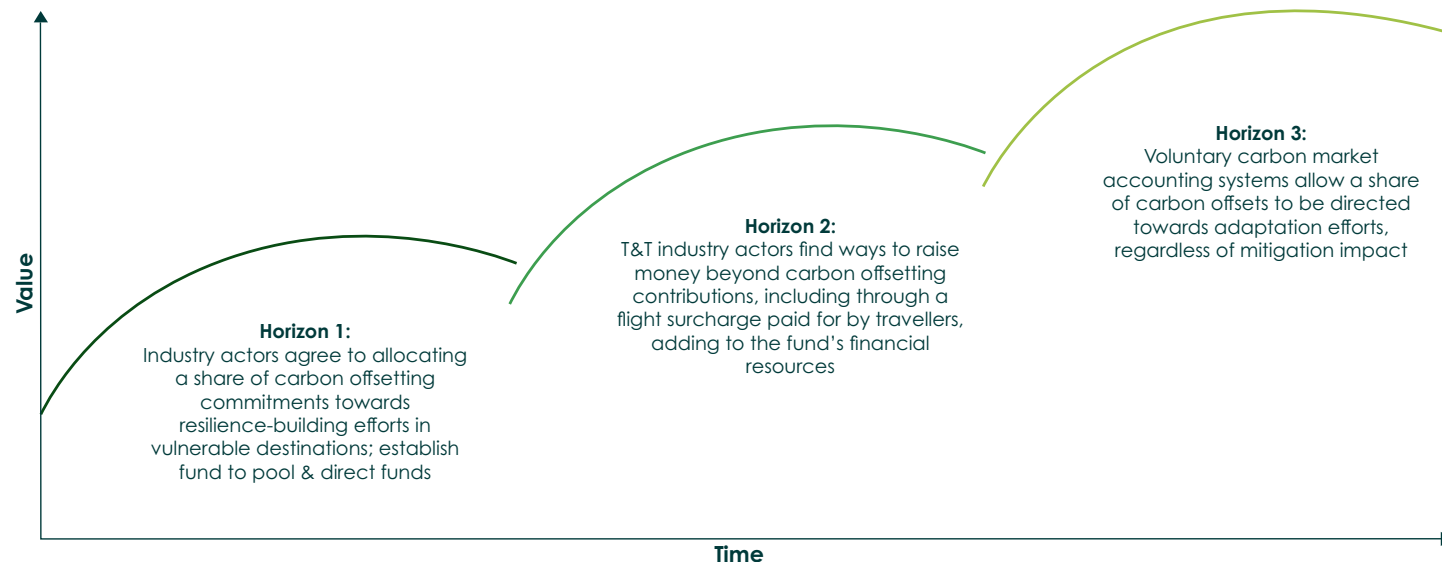 Value
Horizon 1:
Industry actors agree to allocating
a share of carbon offsetting
commitments towards
resilience-building efforts in
vulnerable destinations; establish
fund to pool & direct funds
Horizon 2:
T&T industry actors find ways to raise
money beyond carbon offsetting
contributions, including through a
flight surcharge paid for by travellers,
adding to the fund’s financial
resources
Horizon 3:
Voluntary carbon market
accounting systems allow a share
of carbon offsets to be directed
towards adaptation efforts,
regardless of mitigation impact
Time